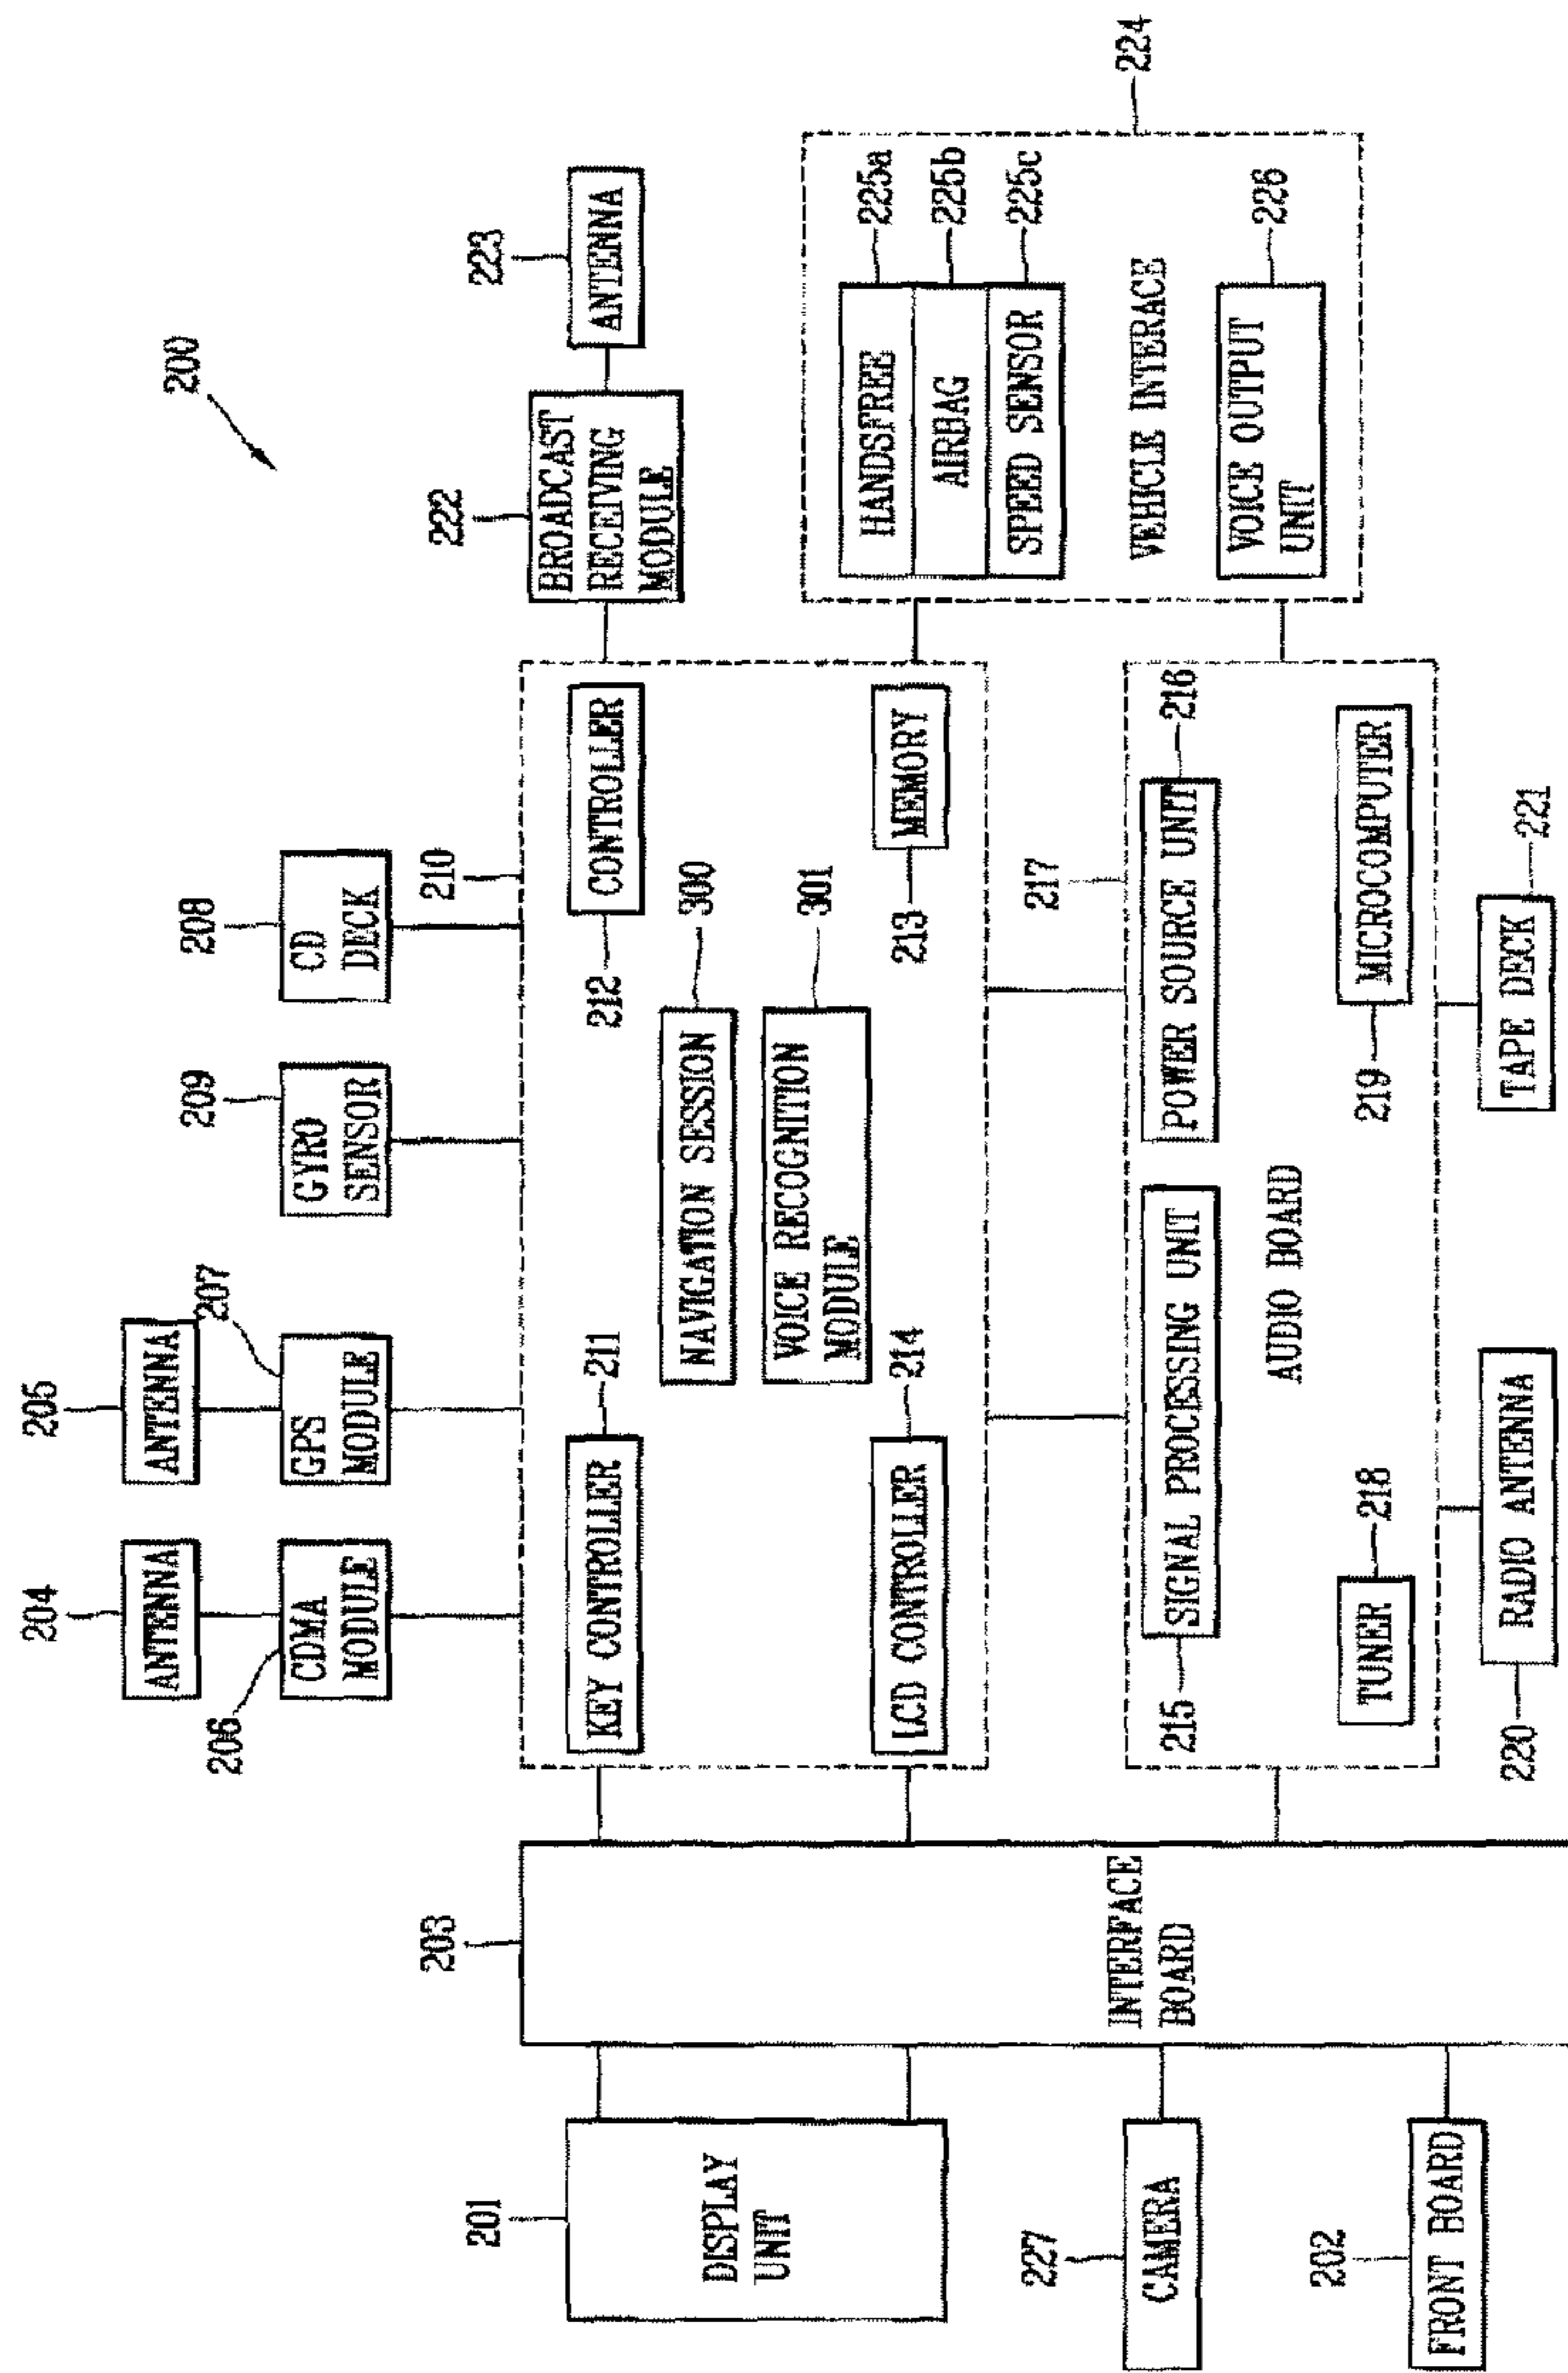 200
204
205
ANTENNA
ANTENNA
206
207
209
208
CDMA
MODULE
GPS
MODULE
GYRO
SENSOR
CD
DECK
223
222
210
201
203
DISPLAY
UNIT
INTERFACE
BOARD
KEY CONTROLLER
211
212
CONTROLLER
BROADCAST
RECEIVING
MODULE
ANTENNA
NAVIGATION SESSION
300
VOICE RECOGNITION
MODULE
301
LCD CONTROLLER
214
213
MEMORY
HANDSFREE
225a
AIRBAG
225b
SPEED SENSOR
225c
224
VEHICLE INTERACE
227
CAMERA
217
215
SIGNAL PROCESSING UNIT
POWER SOURCE UNIT
216
VOICE OUTPUT
UNIT
226
AUDIO BOARD
202
FRONT BOARD
TUNER
218
219
MICROCOMPUTER
220
RADIO ANTENNA
TAPE DECK
221